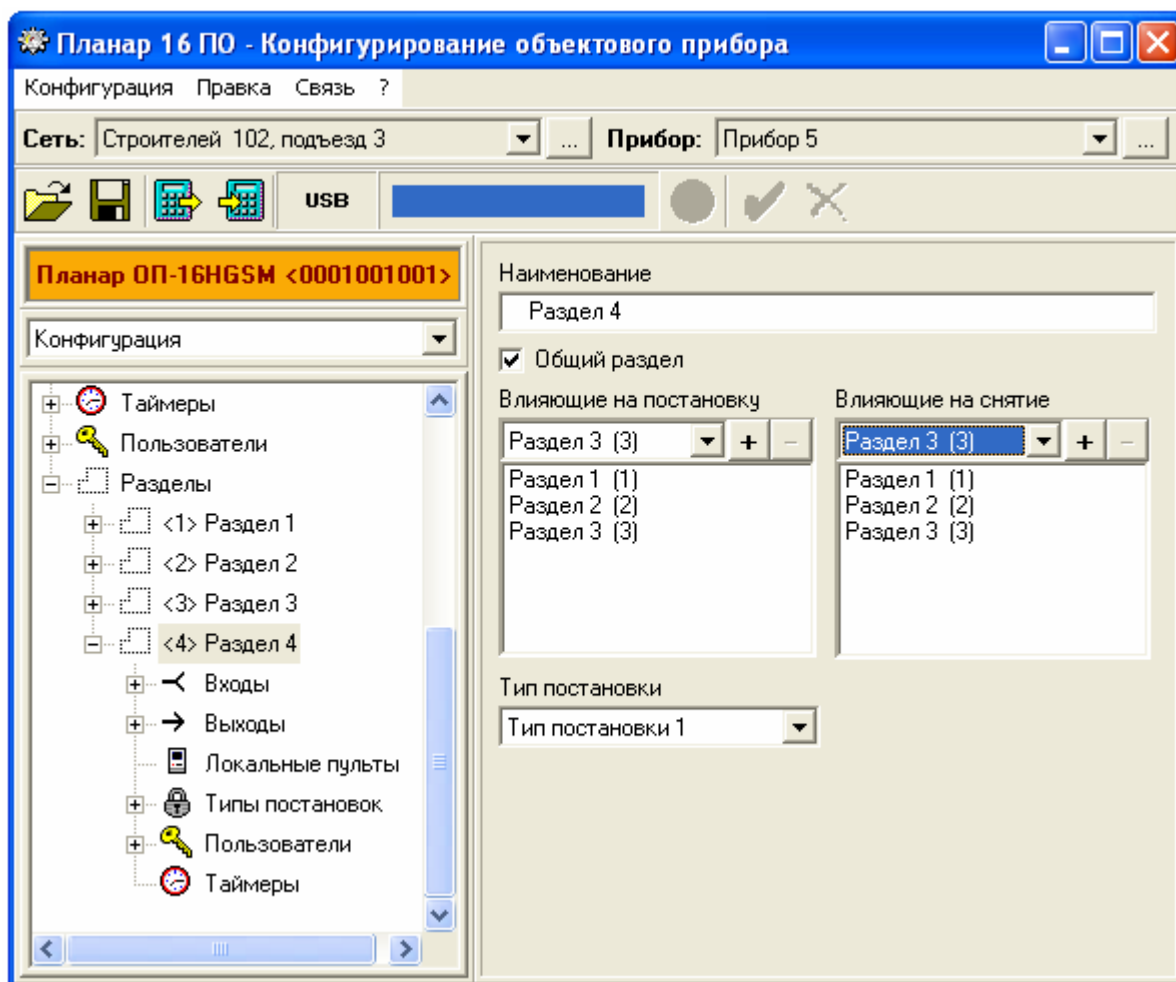 Планар 16 ПО - Конфигурирование объектового прибора
Конфигурация Правка Связь ?
Сеть: Строителей 102, подъезд 3 ... Прибор: Прибор 5 ...
USB
Планар ОП-16HGSM <0001001001>
Конфигурация
Таймеры
Пользователи
Разделы
<1> Раздел 1
<2> Раздел 2
<3> Раздел 3
<4> Раздел 4
Входы
Выходы
Локальные пульты
Типы постановок
Пользователи
Таймеры
Наименование
Раздел 4
Общий раздел
Влияющие на постановку
Раздел 3 (3) + -
Раздел 1 (1)
Раздел 2 (2)
Раздел 3 (3)
Влияющие на снятие
Раздел 3 (3) + -
Раздел 1 (1)
Раздел 2 (2)
Раздел 3 (3)
Тип постановки
Тип постановки 1